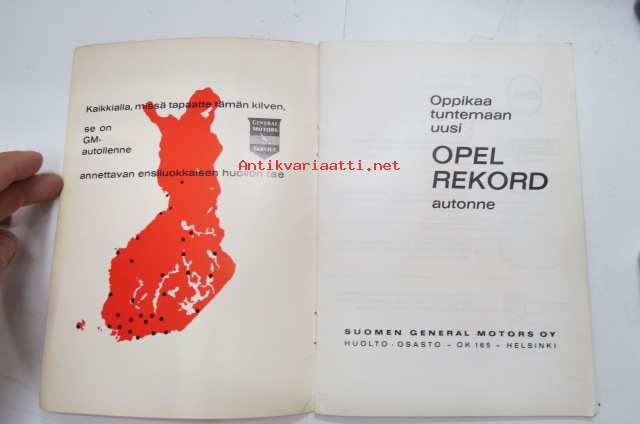 Kaikkialla, missä tapaatte tämän kilven,
se on
GM-
autollenne
annettavan ensiluokkaisen huollon tae
GENERAL
MOTORS
SERVICE
Antikvariaatti.net
Oppikaa
tuntemaan
uusi
OPEL
REKORD
autonne
SUOMEN GENERAL MOTORS OY
HUOLTO-OSASTO – OK 165 – HELSINKI